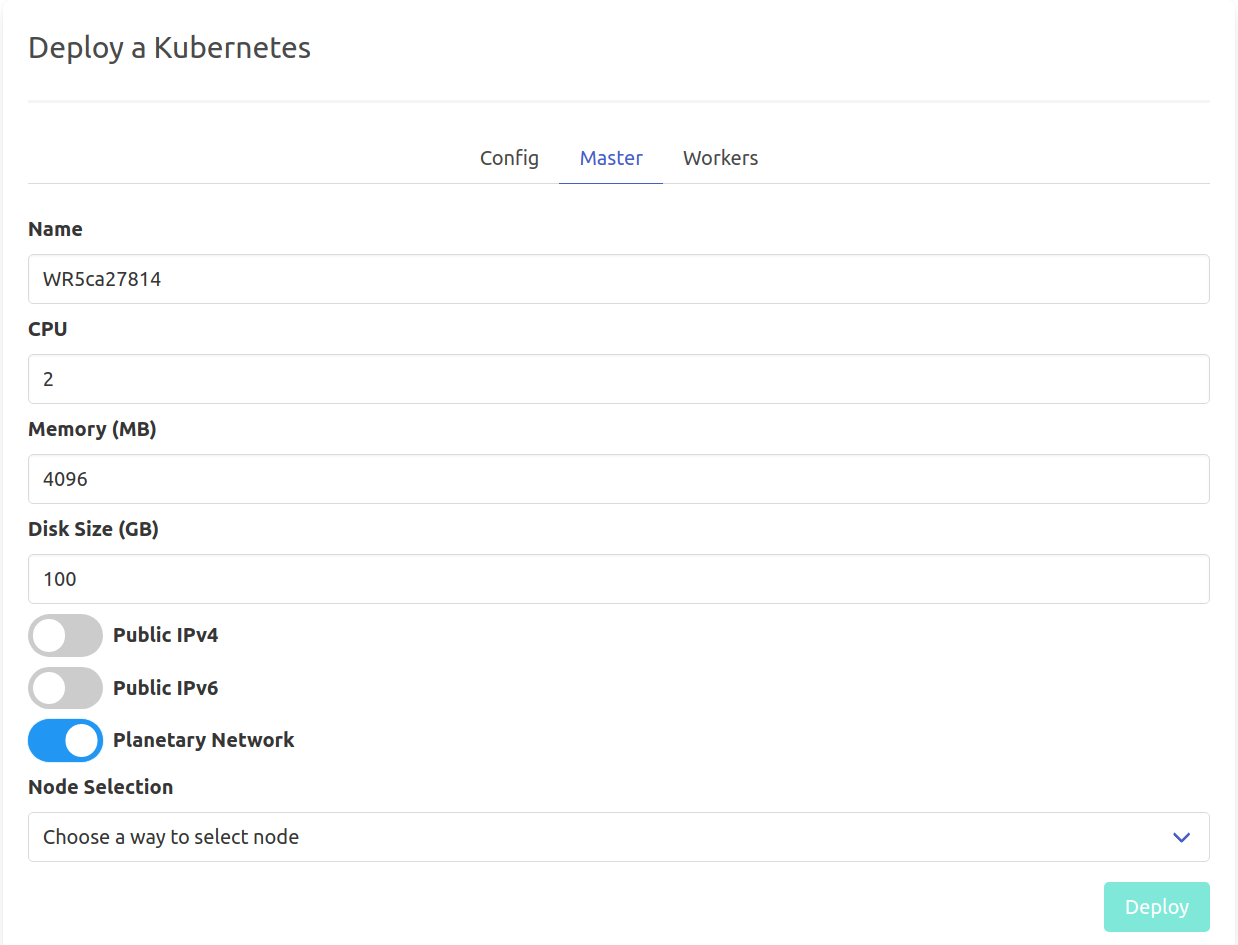 Deploy a Kubernetes
Config Master Workers
Name
WR5ca27814
CPU
2
Memory (MB)
4096
Disk Size (GB)
100
Public IPv4
Public IPv6
Planetary Network
Node Selection
Choose a way to select node
Deploy